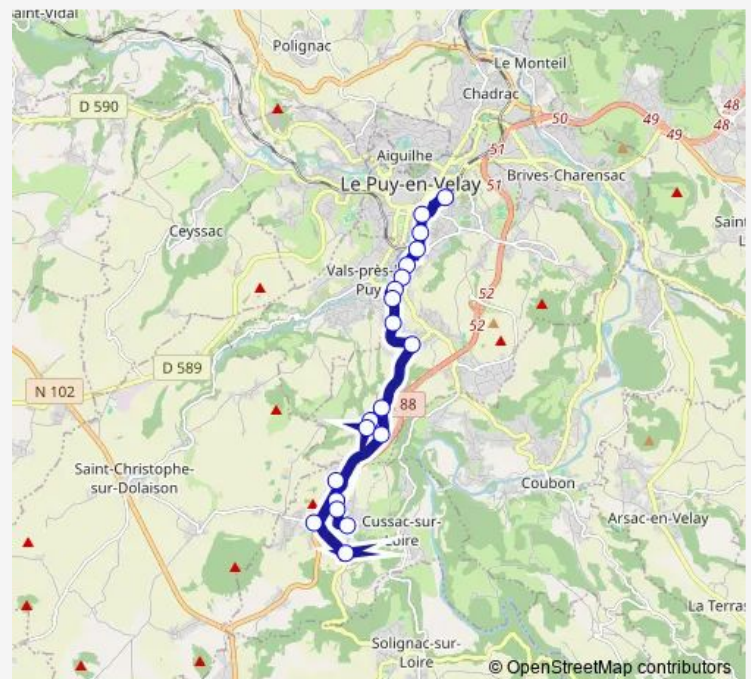 Saint-Vidal
Polignac
Le Monteil
D 590
Chadrac
48
50
49
49
48
51
Aiguilhe
Le Puy-en-Velay
51
Brives-Charensac
Ceyssac
Vals-près-
Puy
52
52
D 589
N 102
88
Saint-Christophe-
sur-Dolaison
Coubon
Cussac-sur-
Loire
Arsac-en-Velay
La Terras
Solignac-sur-
Loire
© OpenStreetMap contributors